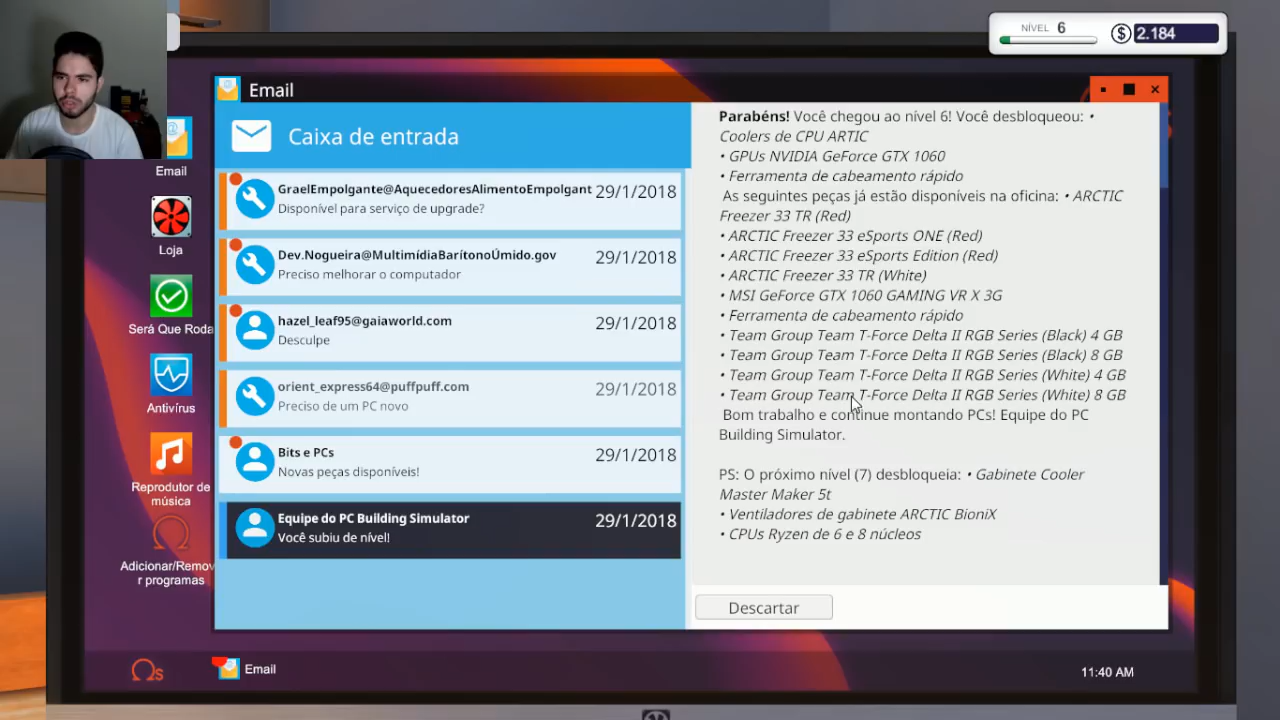 NÍVEL 6
$ 2.184
Email
Caixa de entrada
GraelEmpolgante@AquecedoresAlimentoEmpolgant 29/1/2018
Disponível para serviço de upgrade?
Dev.Nogueira@MultimídiaBarítonoÚmido.gov 29/1/2018
Preciso melhorar o computador
hazel_leaf95@gaiaworld.com 29/1/2018
Desculpe
orient_express64@puffpuff.com 29/1/2018
Preciso de um PC novo
Bits e PCs 29/1/2018
Novas peças disponíveis!
Equipe do PC Building Simulator 29/1/2018
Você subiu de nível!
Parabéns! Você chegou ao nível 6! Você desbloqueou: •
Coolers de CPU ARTIC
• GPUs NVIDIA GeForce GTX 1060
• Ferramenta de cabeamento rápido
As seguintes peças já estão disponíveis na oficina: • ARCTIC
Freezer 33 TR (Red)
• ARCTIC Freezer 33 eSports ONE (Red)
• ARCTIC Freezer 33 eSports Edition (Red)
• ARCTIC Freezer 33 TR (White)
• MSI GeForce GTX 1060 GAMING VR X 3G
• Ferramenta de cabeamento rápido
• Team Group Team T-Force Delta II RGB Series (Black) 4 GB
• Team Group Team T-Force Delta II RGB Series (Black) 8 GB
• Team Group Team T-Force Delta II RGB Series (White) 4 GB
• Team Group Team T-Force Delta II RGB Series (White) 8 GB
Bom trabalho e continue montando PCs! Equipe do PC
Building Simulator.
PS: O próximo nível (7) desbloqueia: • Gabinete Cooler
Master Maker 5t
• Ventiladores de gabinete ARCTIC BioniX
• CPUs Ryzen de 6 e 8 núcleos
Descartar
Email
Loja
Será Que Roda
Antivírus
Reprodutor de
música
Adicionar/Remov
r programas
Ωs
Email
11:40 AM